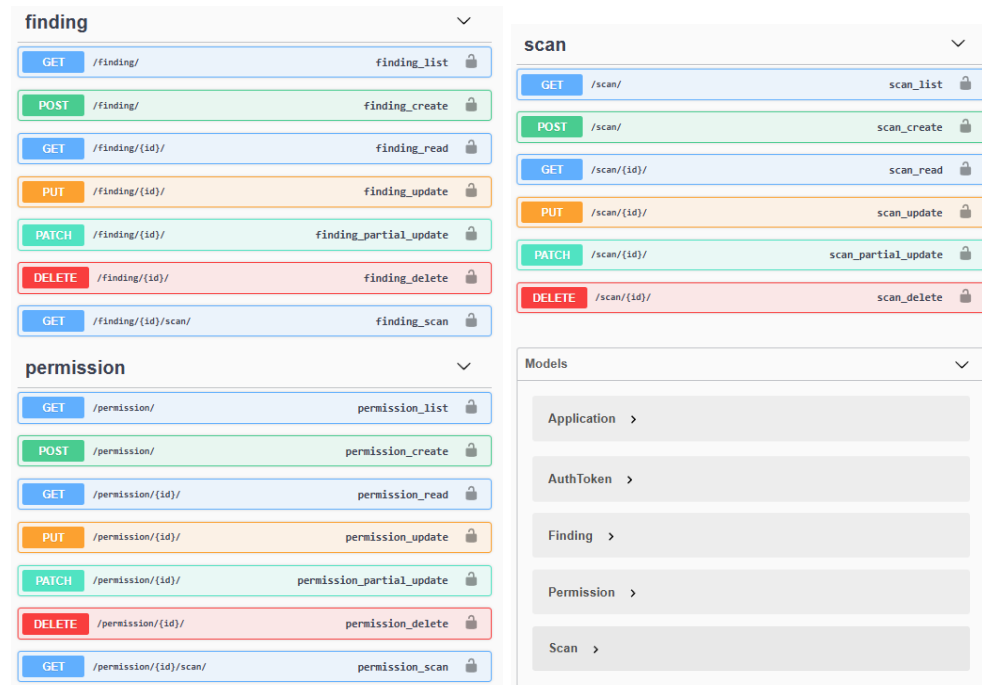 finding
GET /finding/ finding_list
POST /finding/ finding_create
GET /finding/{id}/ finding_read
PUT /finding/{id}/ finding_update
PATCH /finding/{id}/ finding_partial_update
DELETE /finding/{id}/ finding_delete
GET /finding/{id}/scan/ finding_scan
permission
GET /permission/ permission_list
POST /permission/ permission_create
GET /permission/{id}/ permission_read
PUT /permission/{id}/ permission_update
PATCH /permission/{id}/ permission_partial_update
DELETE /permission/{id}/ permission_delete
GET /permission/{id}/scan/ permission_scan
scan
GET /scan/ scan_list
POST /scan/ scan_create
GET /scan/{id}/ scan_read
PUT /scan/{id}/ scan_update
PATCH /scan/{id}/ scan_partial_update
DELETE /scan/{id}/ scan_delete
Models
Application
AuthToken
Finding
Permission
Scan